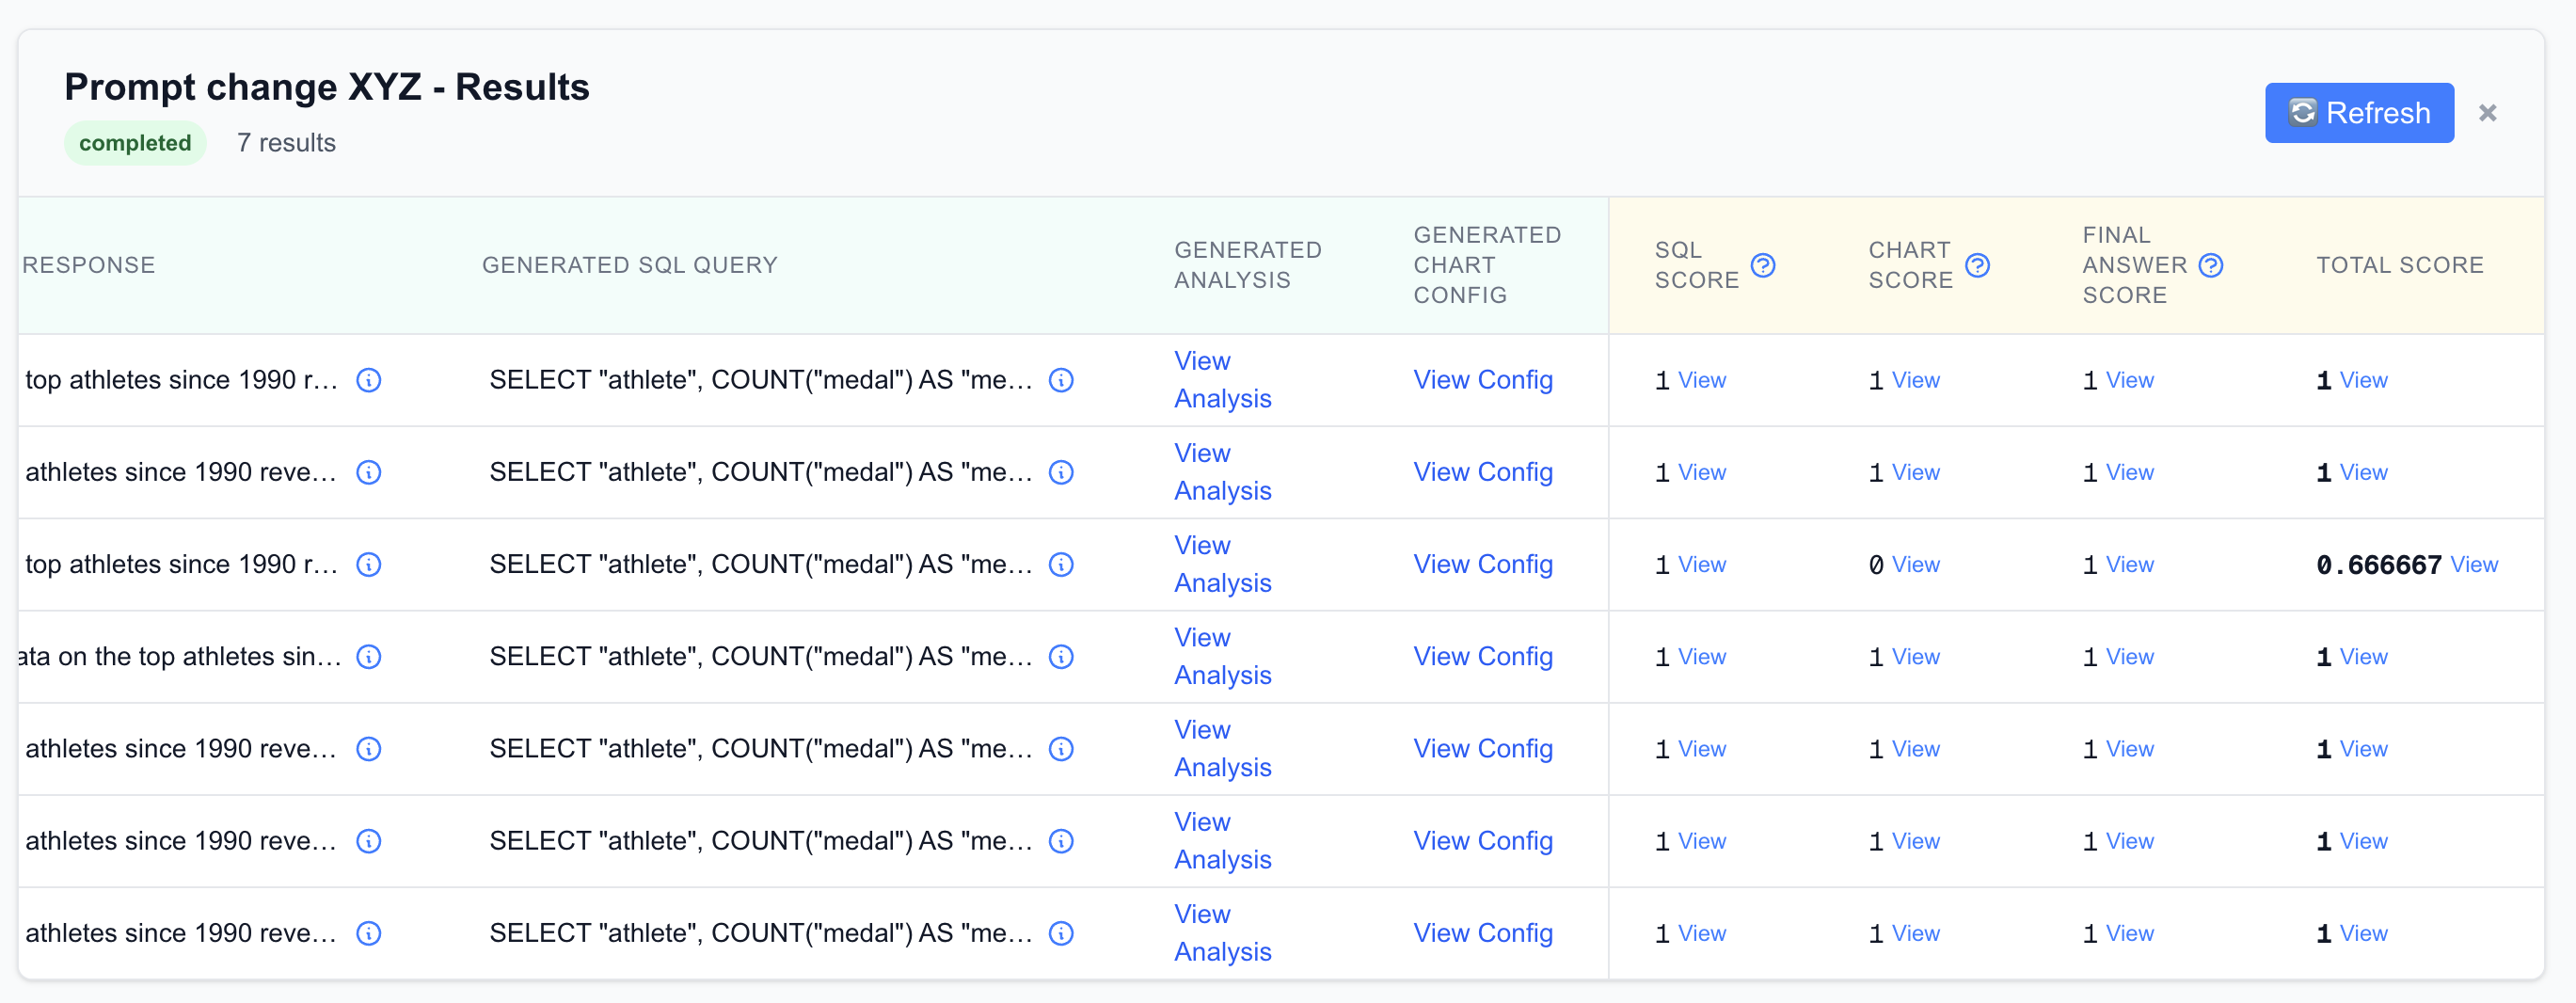 Prompt change XYZ - Results
completed 7 results
Refresh ×
RESPONSE GENERATED SQL QUERY GENERATED ANALYSIS GENERATED CHART CONFIG SQL SCORE CHART SCORE FINAL ANSWER SCORE TOTAL SCORE
top athletes since 1990 r... SELECT "athlete", COUNT("medal") AS "me... View Analysis View Config 1 View 1 View 1 View 1 View
athletes since 1990 reve... SELECT "athlete", COUNT("medal") AS "me... View Analysis View Config 1 View 1 View 1 View 1 View
top athletes since 1990 r... SELECT "athlete", COUNT("medal") AS "me... View Analysis View Config 1 View 0 View 1 View 0.666667 View
ata on the top athletes sin... SELECT "athlete", COUNT("medal") AS "me... View Analysis View Config 1 View 1 View 1 View 1 View
athletes since 1990 reve... SELECT "athlete", COUNT("medal") AS "me... View Analysis View Config 1 View 1 View 1 View 1 View
athletes since 1990 reve... SELECT "athlete", COUNT("medal") AS "me... View Analysis View Config 1 View 1 View 1 View 1 View
athletes since 1990 reve... SELECT "athlete", COUNT("medal") AS "me... View Analysis View Config 1 View 1 View 1 View 1 View